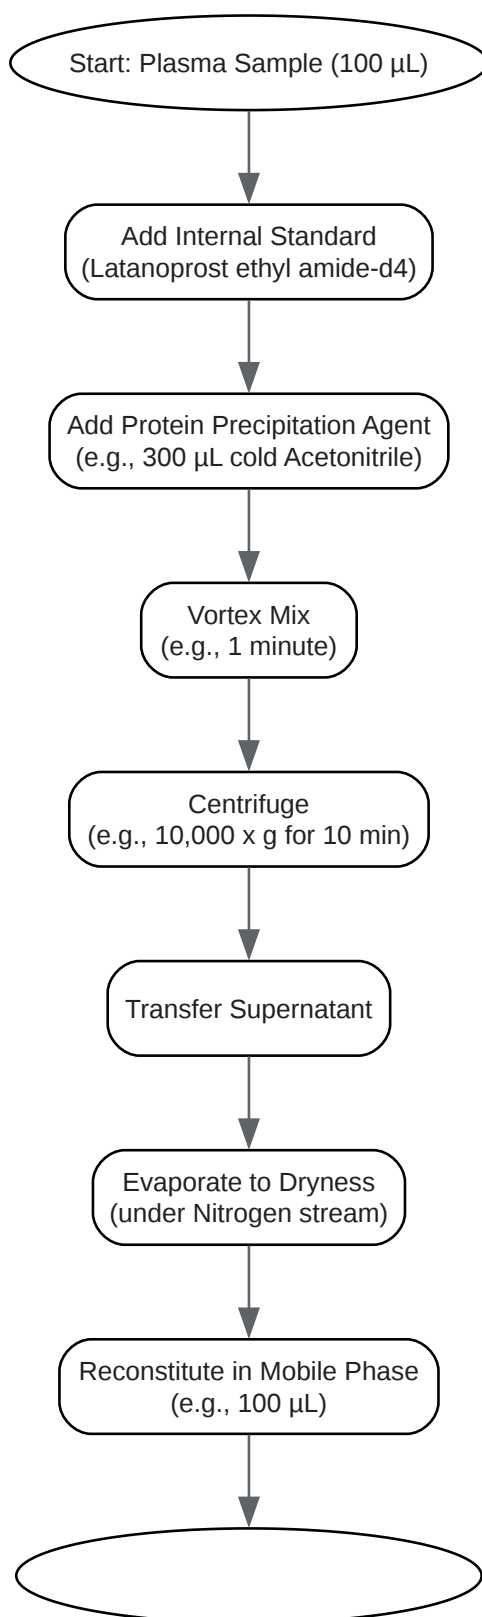 Start: Plasma Sample (100 µL)
Add Internal Standard
(Latanoprost ethyl amide-d4)
Add Protein Precipitation Agent
(e.g., 300 µL cold Acetonitrile)
Vortex Mix
(e.g., 1 minute)
Centrifuge
(e.g., 10,000 x g for 10 min)
Transfer Supernatant
Evaporate to Dryness
(under Nitrogen stream)
Reconstitute in Mobile Phase
(e.g., 100 µL)